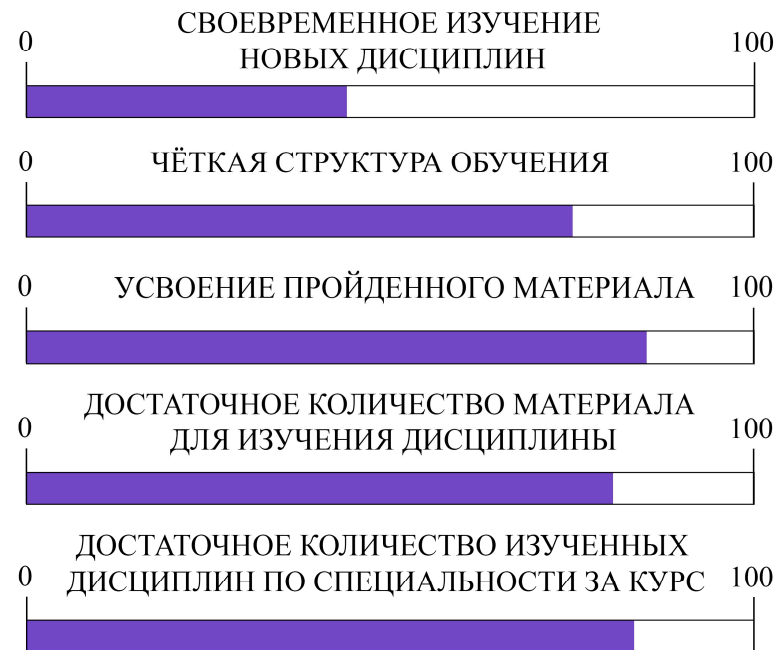 СВОЕВРЕМЕННОЕ ИЗУЧЕНИЕ
НОВЫХ ДИСЦИПЛИН
0 100
ЧЁТКАЯ СТРУКТУРА ОБУЧЕНИЯ
0 100
УСВОЕНИЕ ПРОЙДЕННОГО МАТЕРИАЛА
0 100
ДОСТАТОЧНОЕ КОЛИЧЕСТВО МАТЕРИАЛА
ДЛЯ ИЗУЧЕНИЯ ДИСЦИПЛИНЫ
0 100
ДОСТАТОЧНОЕ КОЛИЧЕСТВО ИЗУЧЕННЫХ
ДИСЦИПЛИН ПО СПЕЦИАЛЬНОСТИ ЗА КУРС
0 100